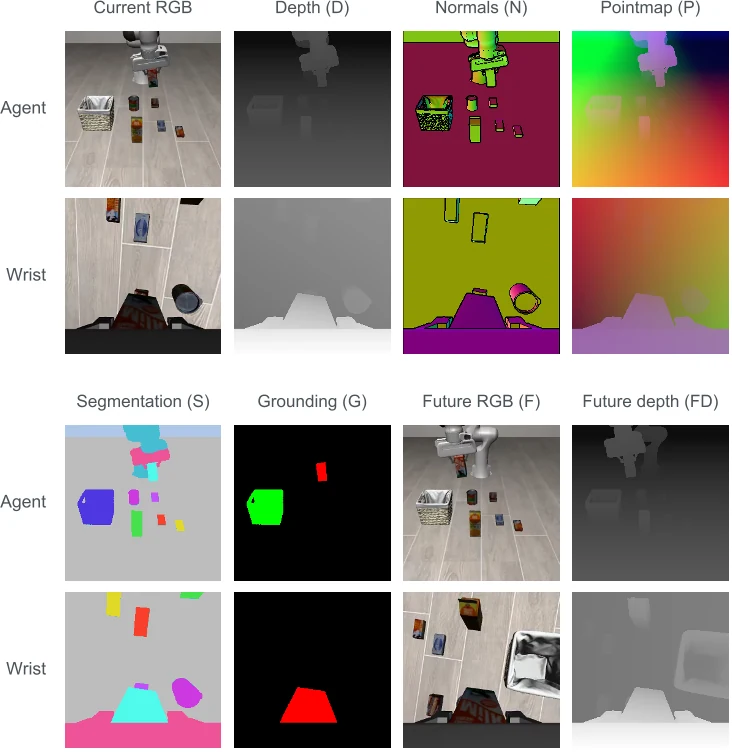 Current RGB Depth (D) Normals (N) Pointmap (P)
Agent
Wrist
Segmentation (S) Grounding (G) Future RGB (F) Future depth (FD)
Agent
Wrist